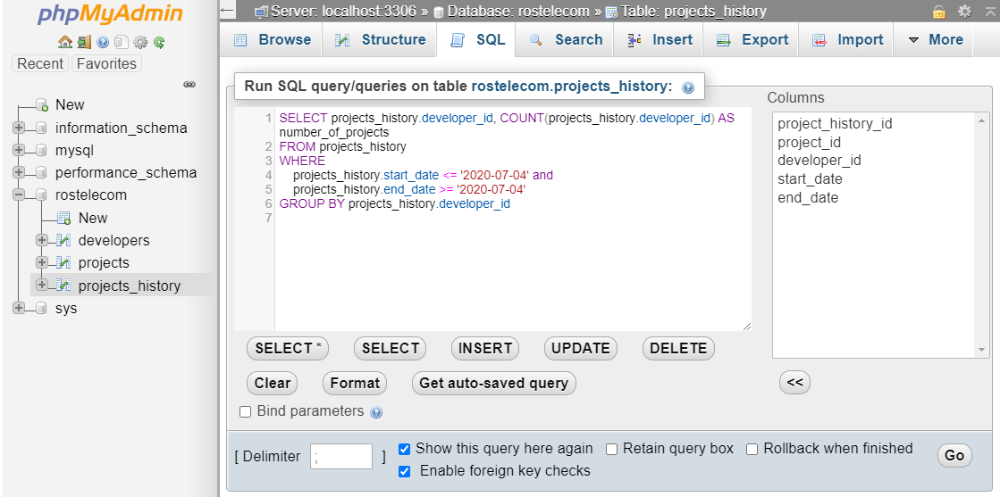 phpMyAdmin
Recent Favorites
New
information_schema
mysql
performance_schema
rostelecom
New
developers
projects
projects_history
sys
Server: localhost:3306 » Database: rostelecom » Table: projects_history
Browse Structure SQL Search Insert Export Import More
Run SQL query/queries on table rostelecom.projects_history:
1 SELECT projects_history.developer_id, COUNT(projects_history.developer_id) AS
number_of_projects
2 FROM projects_history
3 WHERE
4 projects_history.start_date <= '2020-07-04' and
5 projects_history.end_date >= '2020-07-04'
6 GROUP BY projects_history.developer_id
7
Columns
project_history_id
project_id
developer_id
start_date
end_date
SELECT * SELECT INSERT UPDATE DELETE
Clear Format Get auto-saved query <<
Bind parameters
[ Delimiter ; ] Show this query here again Retain query box Rollback when finished Go
Enable foreign key checks